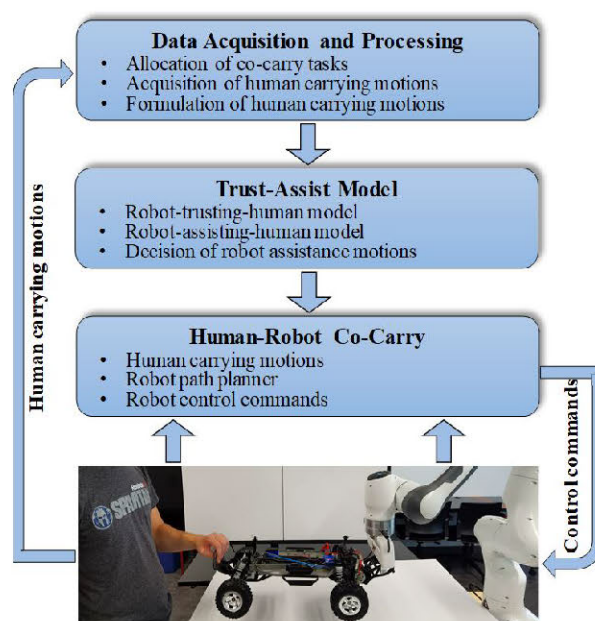 Data Acquisition and Processing
• Allocation of co-carry tasks
• Acquisition of human carrying motions
• Formulation of human carrying motions
Trust-Assist Model
• Robot-trusting-human model
• Robot-assisting-human model
• Decision of robot assistance motions
Human-Robot Co-Carry
• Human carrying motions
• Robot path planner
• Robot control commands
Human carrying motions
Control commands
SPARTAN